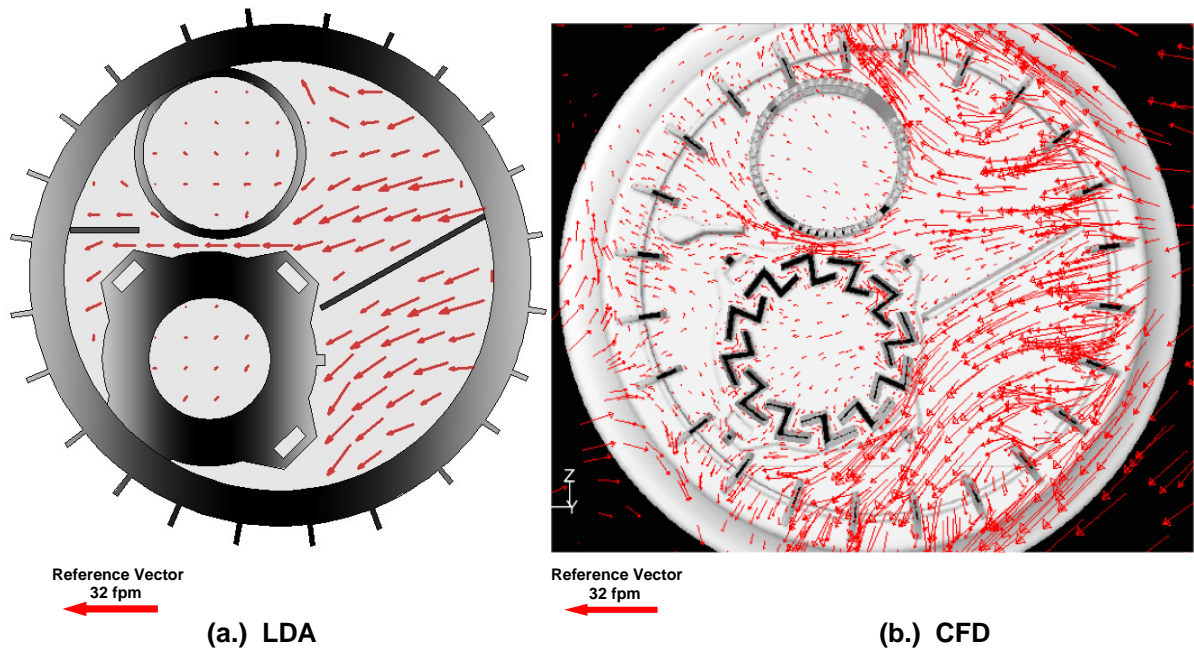 Z
Y
Reference Vector
32 fpm
Reference Vector
32 fpm
(a.) LDA
(b.) CFD